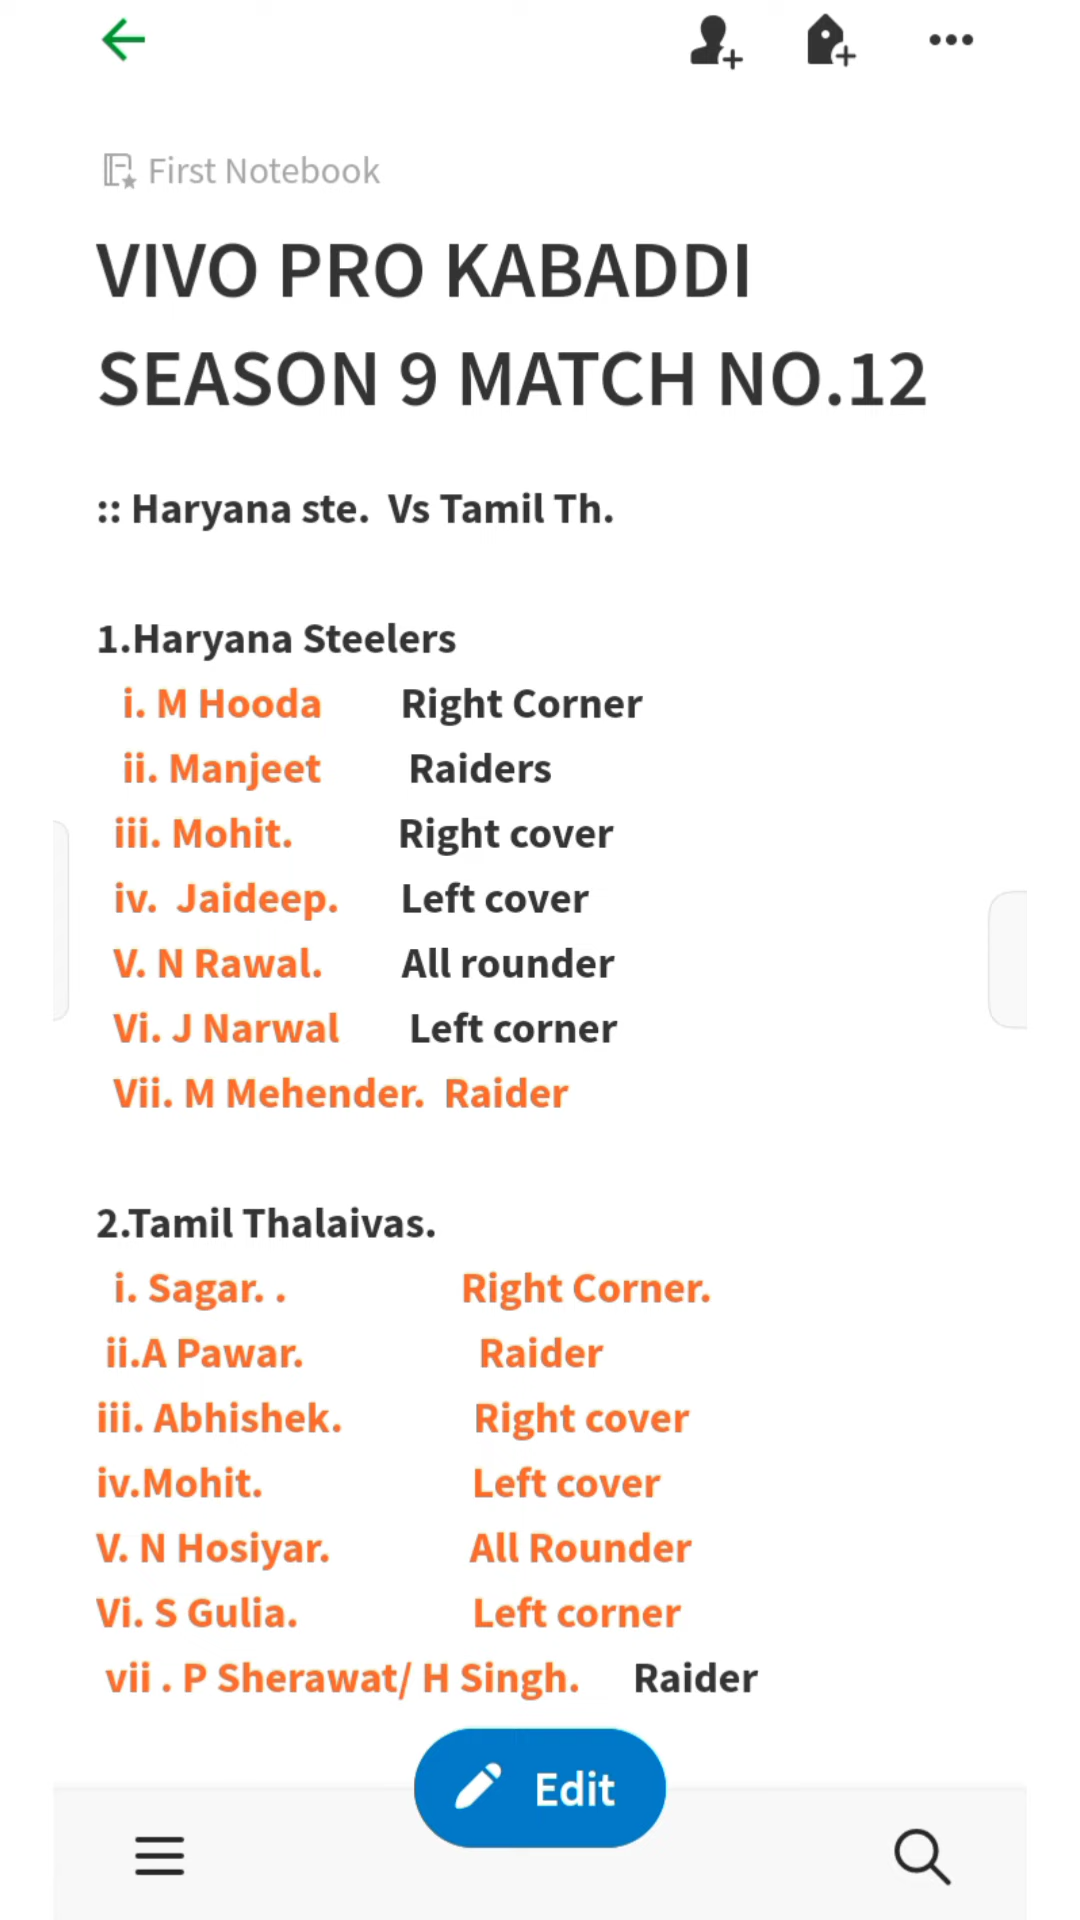 First Notebook
VIVO PRO KABADDI
SEASON 9 MATCH NO.12
:: Haryana ste. Vs Tamil Th.
1.Haryana Steelers
i. M Hooda Right Corner
ii. Manjeet Raiders
iii. Mohit. Right cover
iv. Jaideep. Left cover
V. N Rawal. All rounder
Vi. J Narwal Left corner
Vii. M Mehender. Raider
2.Tamil Thalaivas.
i. Sagar. . Right Corner.
ii.A Pawar. Raider
iii. Abhishek. Right cover
iv.Mohit. Left cover
V. N Hosiyar. All Rounder
Vi. S Gulia. Left corner
vii . P Sherawat/ H Singh. Raider
Edit